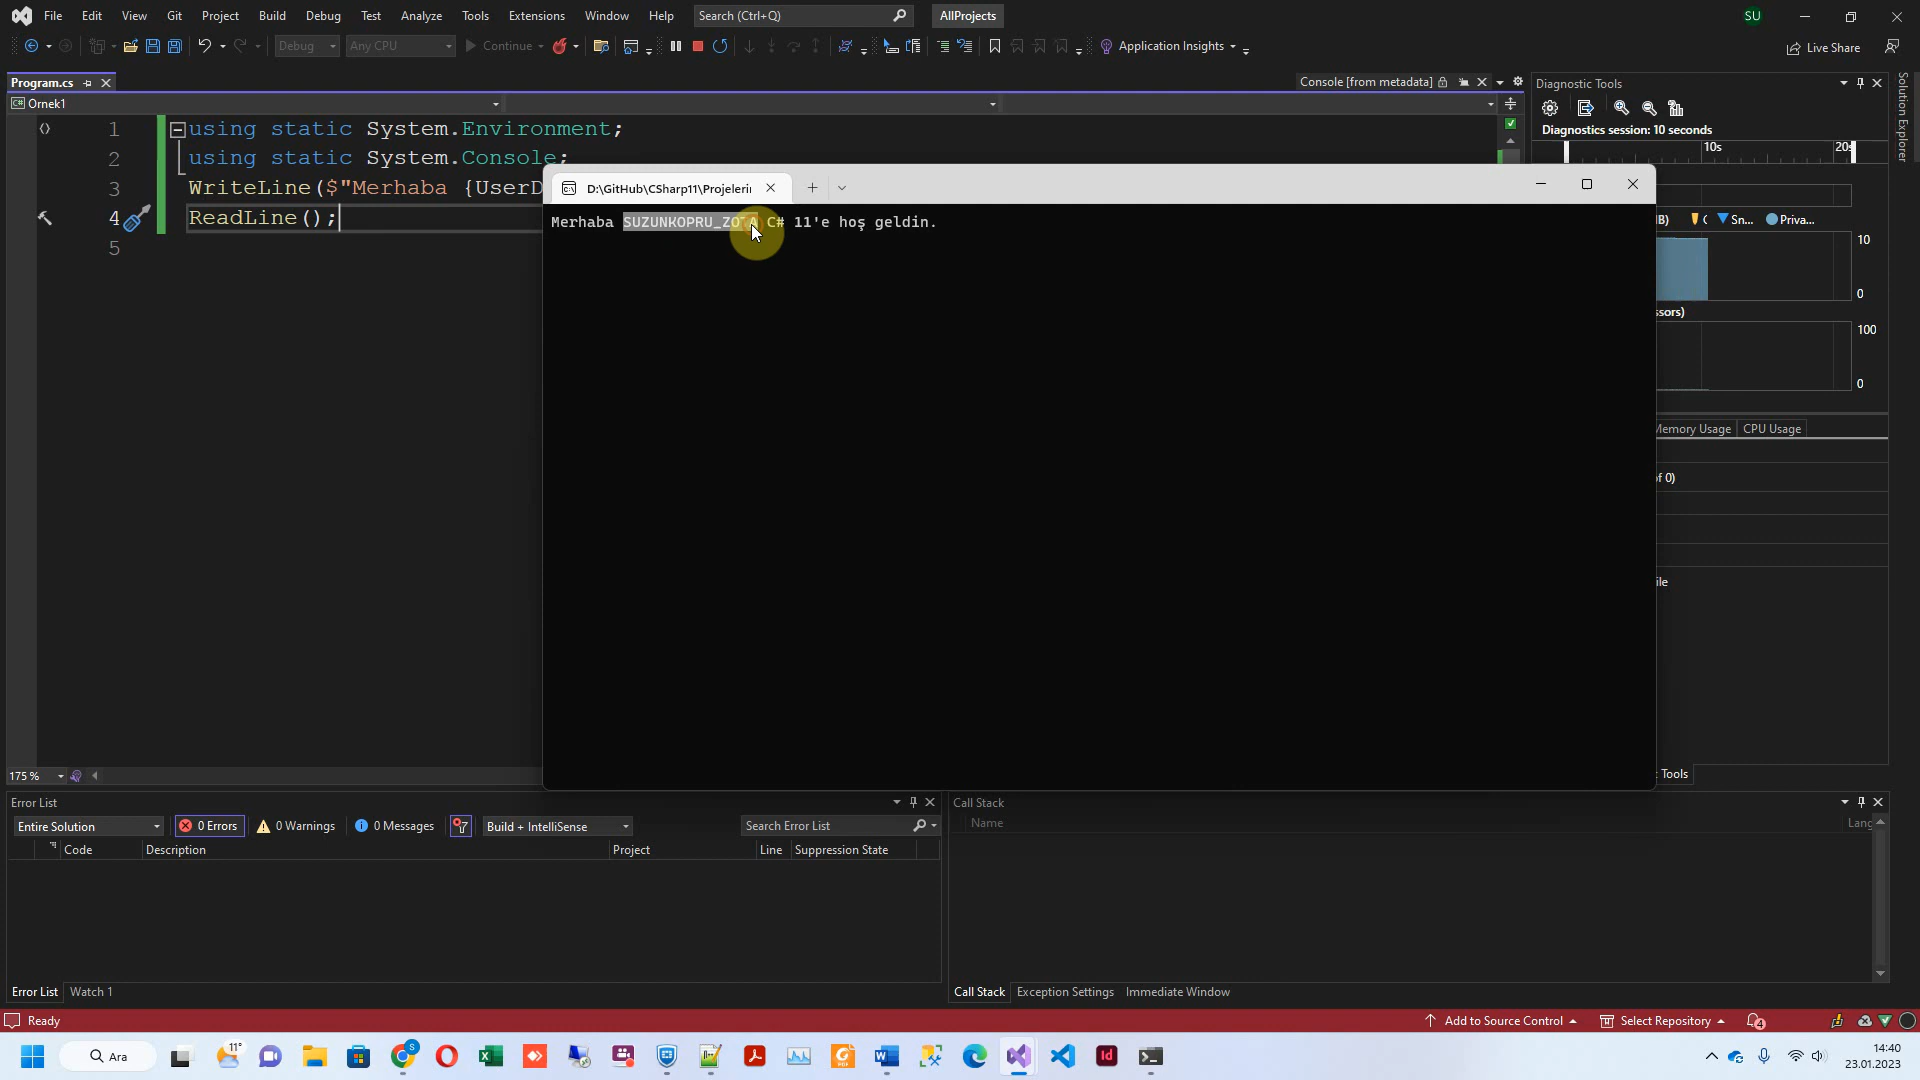 File Edit View Git Project Build Debug Test Analyze Tools Extensions Window Help Search (Ctrl+Q) AllProjects SU
Debug Any CPU Continue Application Insights Live Share
Program.cs Console [from metadata] Diagnostic Tools
C# Ornek1
Diagnostics session: 10 seconds
10s
1 using static System.Environment;
2 using static System.Console;
3 WriteLine($"Merhaba {UserD
4 ReadLine();
5
D:\GitHub\CSharp11\Projeleri
Merhaba SUZUNKOPRU_ZO C# 11'e hoş geldin.
Sn... Priva...
10
0
ssors)
100
0
Memory Usage CPU Usage
of 0)
ile
Tools
Solution Explorer
175 %
Error List
Entire Solution 0 Errors 0 Warnings 0 Messages Build + IntelliSense Search Error List
Code Description Project Line Suppression State
Error List Watch 1
Call Stack
Name Lang
Call Stack Exception Settings Immediate Window
Ready Add to Source Control Select Repository 4
Ara 11°
14:40
23.01.2023